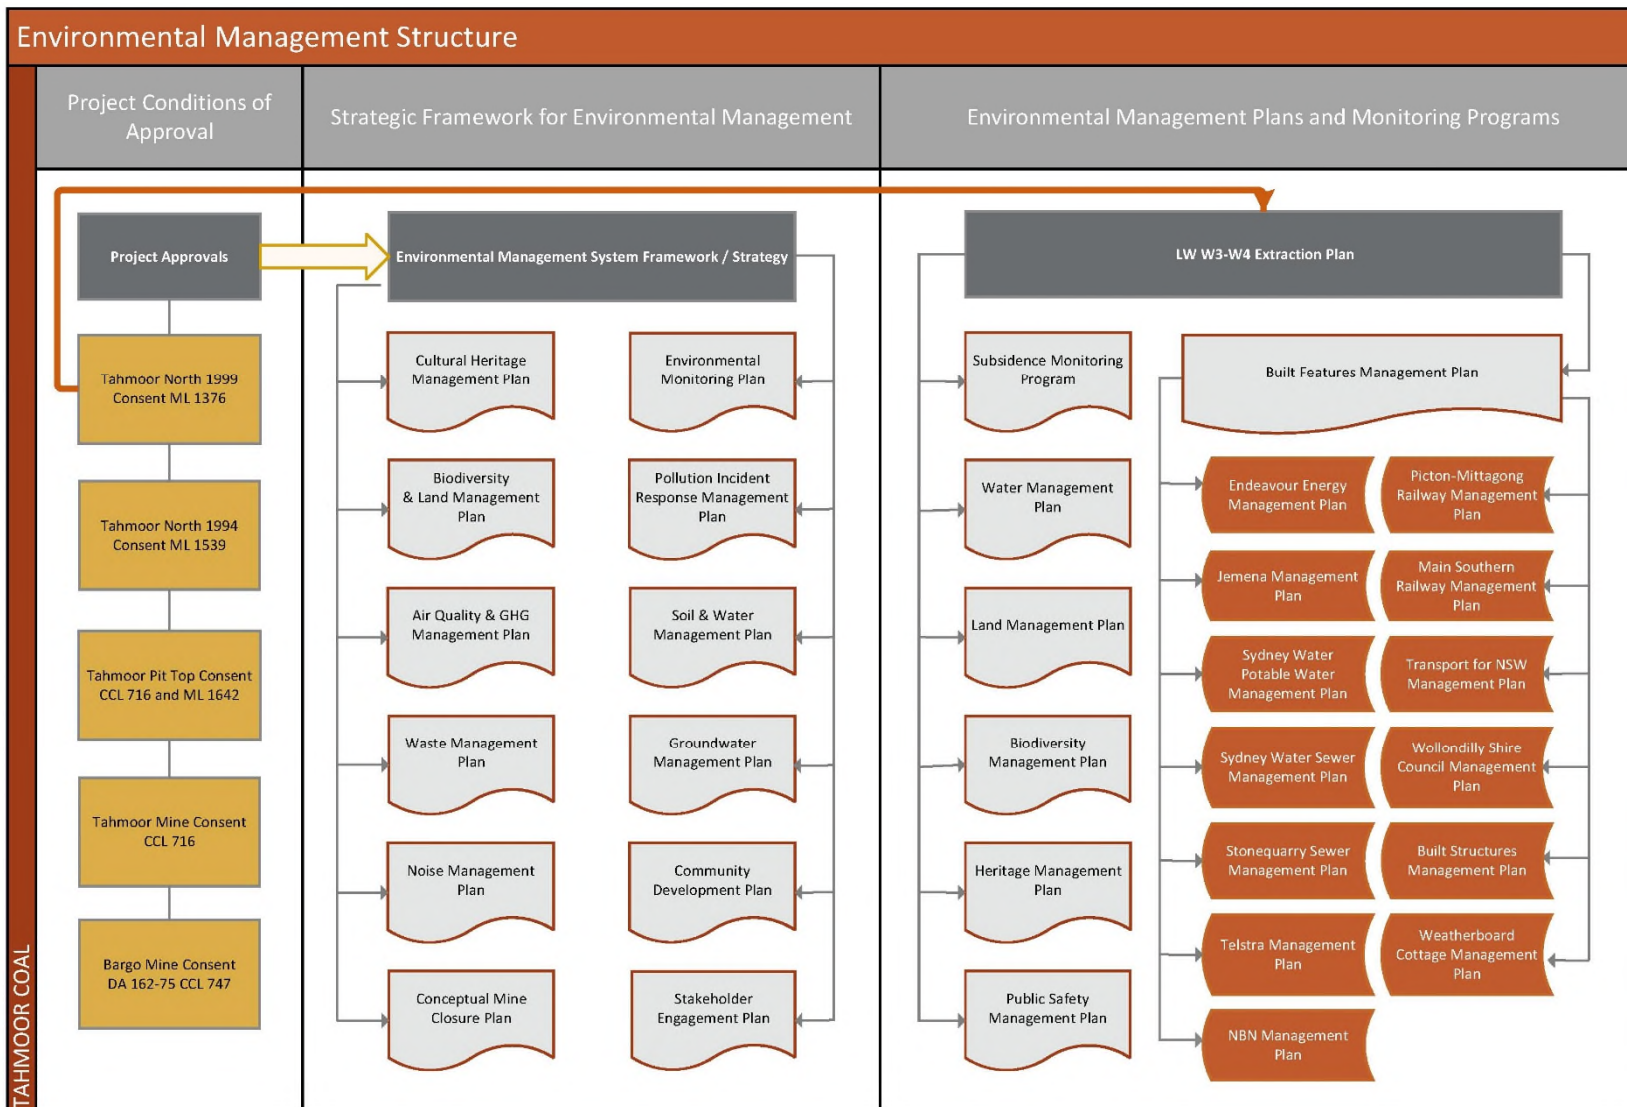 Environmental Management Structure
TAHMOOR COAL
Project Conditions of
Approval
Strategic Framework for Environmental Management
Environmental Management Plans and Monitoring Programs
Project Approvals
Tahmoor North 1999
Consent ML 1376
Tahmoor North 1994
Consent ML 1539
Tahmoor Pit Top Consent
CCL 716 and ML 1642
Tahmoor Mine Consent
CCL 716
Bargo Mine Consent
DA 162-75 CCL 747
Environmental Management System Framework / Strategy
Cultural Heritage
Management Plan
Biodiversity
& Land Management
Plan
Air Quality & GHG
Management Plan
Waste Management
Plan
Noise Management
Plan
Conceptual Mine
Closure Plan
Environmental
Monitoring Plan
Pollution Incident
Response Management
Plan
Soil & Water
Management Plan
Groundwater
Management Plan
Community
Development Plan
Stakeholder
Engagement Plan
LW W3-W4 Extraction Plan
Subsidence Monitoring
Program
Water Management
Plan
Land Management Plan
Biodiversity
Management Plan
Heritage Management
Plan
Public Safety
Management Plan
Built Features Management Plan
Endeavour Energy
Management Plan
Jemena Management
Plan
Sydney Water
Potable Water
Management Plan
Sydney Water Sewer
Management Plan
Stonequarry Sewer
Management Plan
Telstra Management
Plan
NBN Management
Plan
Picton-Mittagong
Railway Management
Plan
Main Southern
Railway Management
Plan
Transport for NSW
Management Plan
Wollondilly Shire
Council Management
Plan
Built Structures
Management Plan
Weatherboard
Cottage Management
Plan